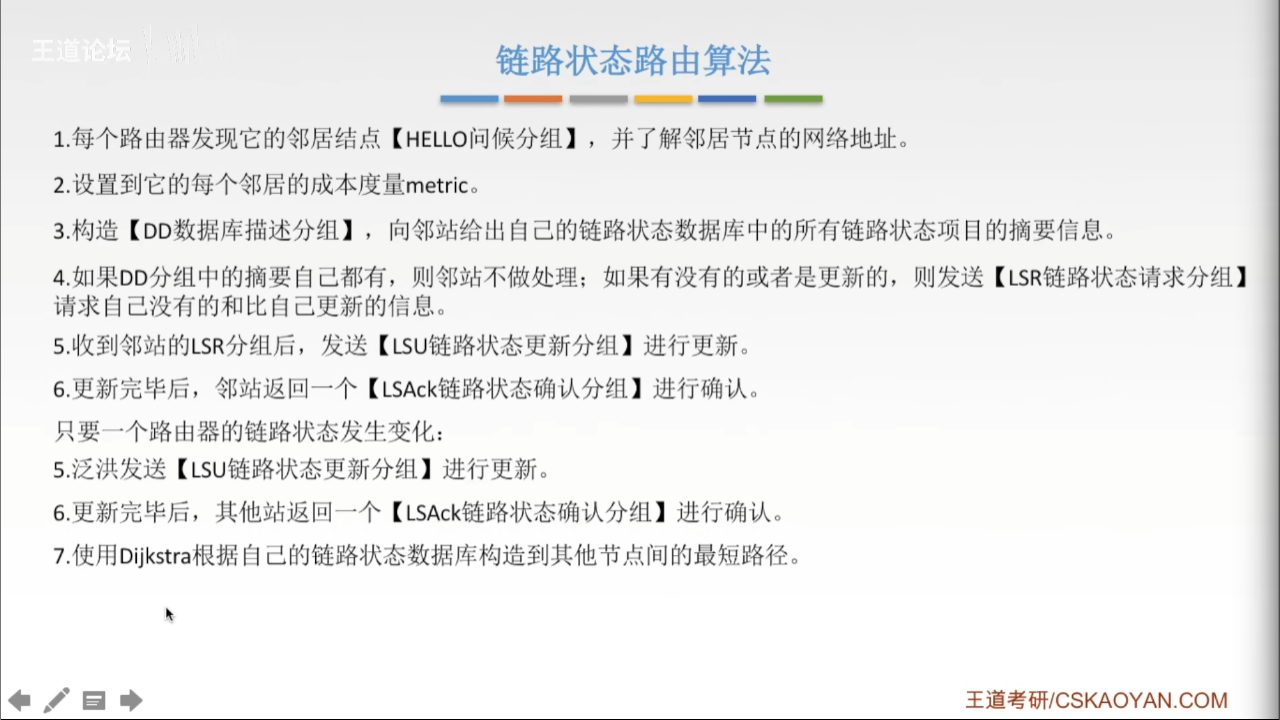 王道论坛
链路状态路由算法
1.每个路由器发现它的邻居结点【HELLO问候分组】，并了解邻居节点的网络地址。
2.设置到它的每个邻居的成本度量metric。
3.构造【DD数据库描述分组】，向邻站给出自己的链路状态数据库中的所有链路状态项目的摘要信息。
4.如果DD分组中的摘要自己都有，则邻站不做处理；如果有没有的或者是更新的，则发送【LSR链路状态请求分组】
请求自己没有的和比自己更新的信息。
5.收到邻站的LSR分组后，发送【LSU链路状态更新分组】进行更新。
6.更新完毕后，邻站返回一个【LSAck链路状态确认分组】进行确认。
只要一个路由器的链路状态发生变化：
5.泛洪发送【LSU链路状态更新分组】进行更新。
6.更新完毕后，其他站返回一个【LSAck链路状态确认分组】进行确认。
7.使用Dijkstra根据自己的链路状态数据库构造到其他节点间的最短路径。
王道考研/CSKAOYAN.COM